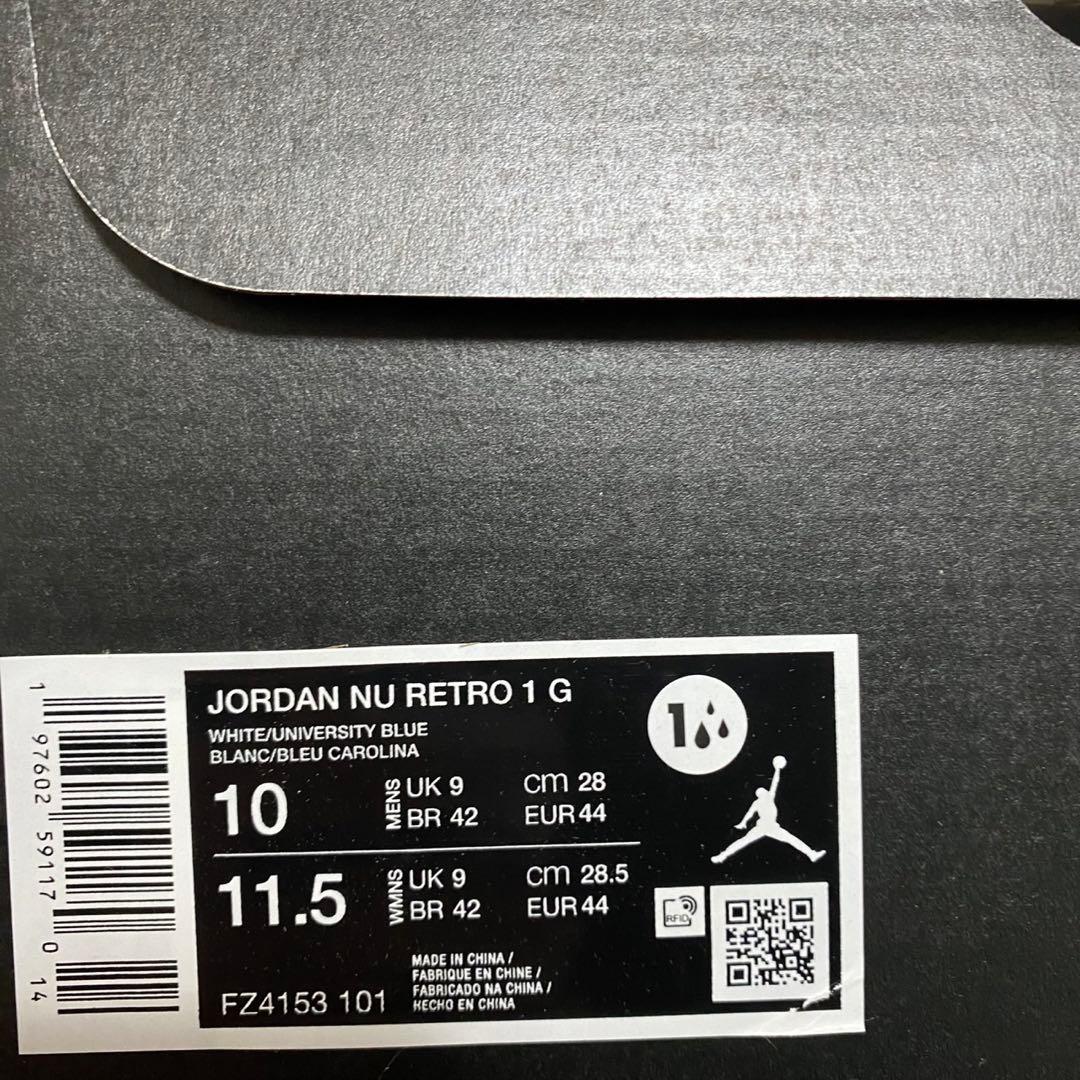 JORDAN NU RETRO 1 G
WHITE/UNIVERSITY BLUE
BLANC/BLEU CAROLINA
10 MENS UK 9 CM 28
BR 42 EUR 44
11.5 WMNS UK 9 CM 28.5
BR 42 EUR 44
MADE IN CHINA /
FABRIQUE EN CHINE /
FABRICADO NA CHINA /
HECHO EN CHINA
FZ4153 101
1
RFID
1 97602 59117 0 14